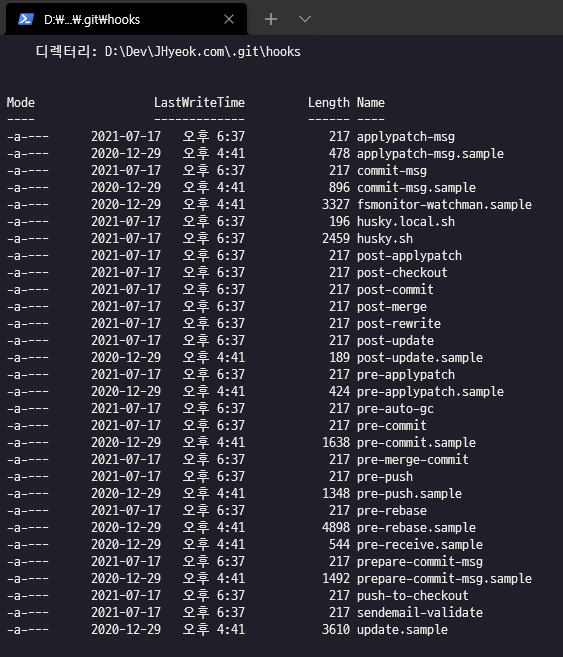 D:₩...₩.git₩hooks
디렉터리: D:\Dev\JHyeok.com\.git\hooks
Mode LastWriteTime Length Name
---- ------------- ------ ----
-a---- 2021-07-17 오후 6:37 217 applypatch-msg
-a---- 2020-12-29 오후 4:41 478 applypatch-msg.sample
-a---- 2021-07-17 오후 6:37 217 commit-msg
-a---- 2020-12-29 오후 4:41 896 commit-msg.sample
-a---- 2020-12-29 오후 4:41 3327 fsmonitor-watchman.sample
-a---- 2021-07-17 오후 6:37 196 husky.local.sh
-a---- 2021-07-17 오후 6:37 2459 husky.sh
-a---- 2021-07-17 오후 6:37 217 post-applypatch
-a---- 2021-07-17 오후 6:37 217 post-checkout
-a---- 2021-07-17 오후 6:37 217 post-commit
-a---- 2021-07-17 오후 6:37 217 post-merge
-a---- 2021-07-17 오후 6:37 217 post-rewrite
-a---- 2021-07-17 오후 6:37 217 post-update
-a---- 2020-12-29 오후 4:41 189 post-update.sample
-a---- 2021-07-17 오후 6:37 217 pre-applypatch
-a---- 2020-12-29 오후 4:41 424 pre-applypatch.sample
-a---- 2021-07-17 오후 6:37 217 pre-auto-gc
-a---- 2021-07-17 오후 6:37 217 pre-commit
-a---- 2020-12-29 오후 4:41 1638 pre-commit.sample
-a---- 2021-07-17 오후 6:37 217 pre-merge-commit
-a---- 2021-07-17 오후 6:37 217 pre-push
-a---- 2020-12-29 오후 4:41 1348 pre-push.sample
-a---- 2021-07-17 오후 6:37 217 pre-rebase
-a---- 2020-12-29 오후 4:41 4898 pre-rebase.sample
-a---- 2020-12-29 오후 4:41 544 pre-receive.sample
-a---- 2021-07-17 오후 6:37 217 prepare-commit-msg
-a---- 2020-12-29 오후 4:41 1492 prepare-commit-msg.sample
-a---- 2021-07-17 오후 6:37 217 push-to-checkout
-a---- 2021-07-17 오후 6:37 217 sendemail-validate
-a---- 2020-12-29 오후 4:41 3610 update.sample